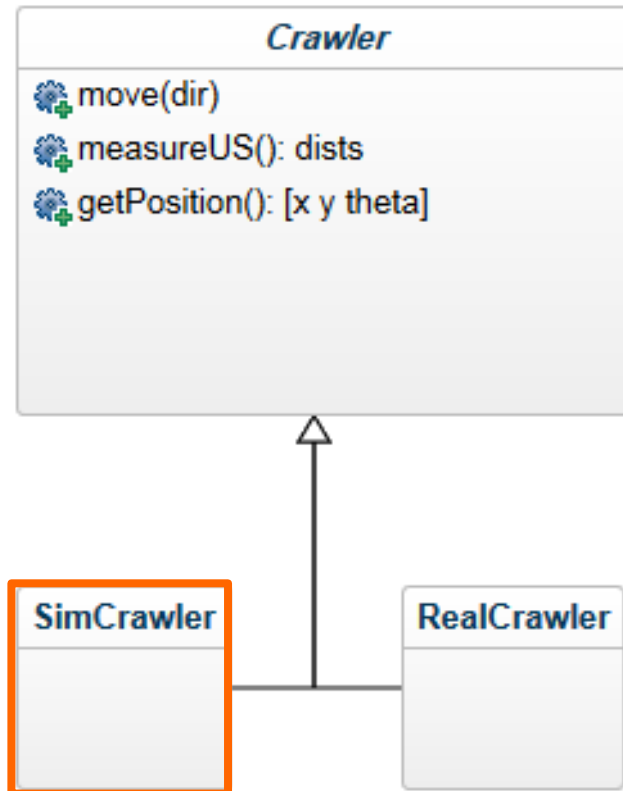 Crawler
move(dir)
measureUS(): dists
getPosition(): [x y theta]
SimCrawler
RealCrawler